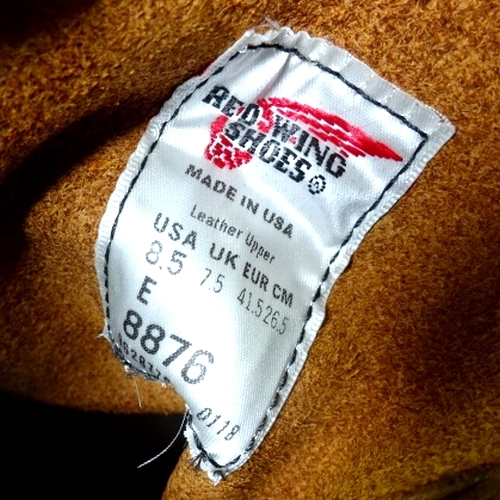 RED WING
SHOES
MADE IN USA
Leather Upper
USA UK EUR CM
8.5 7.5 41.5 26.5
E
8876
0118